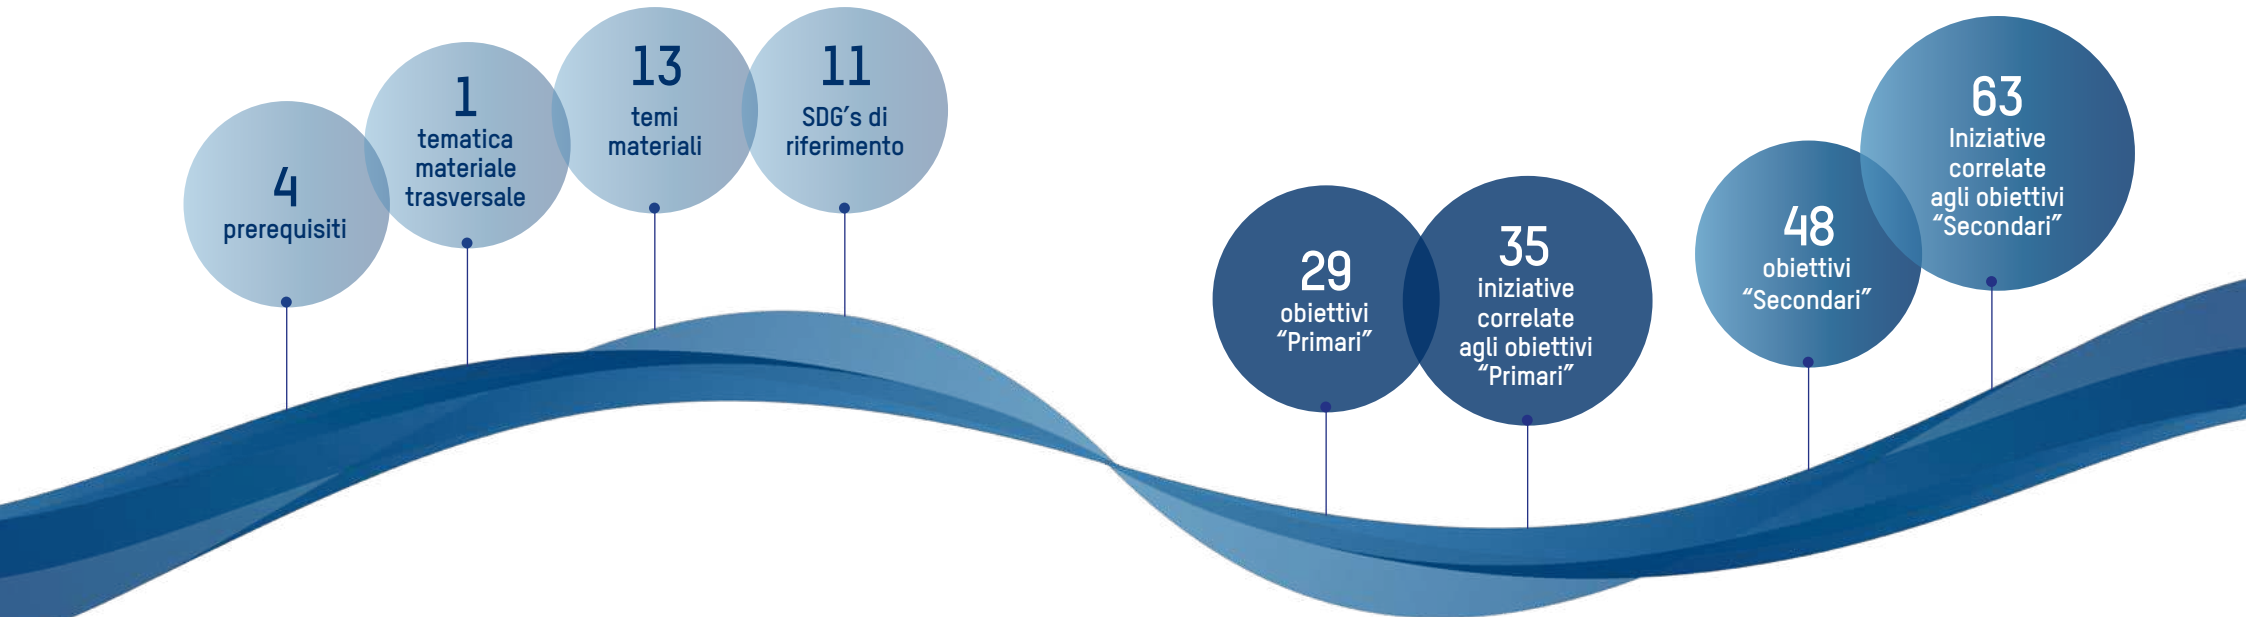 4
prerequisiti
1
tematica
materiale
trasversale
13
temi
materiali
11
SDG’s di
riferimento
29
obiettivi
“Primari”
35
iniziative
correlate
agli obiettivi
“Primari”
48
obiettivi
“Secondari”
63
Iniziative
correlate
agli obiettivi
“Secondari”